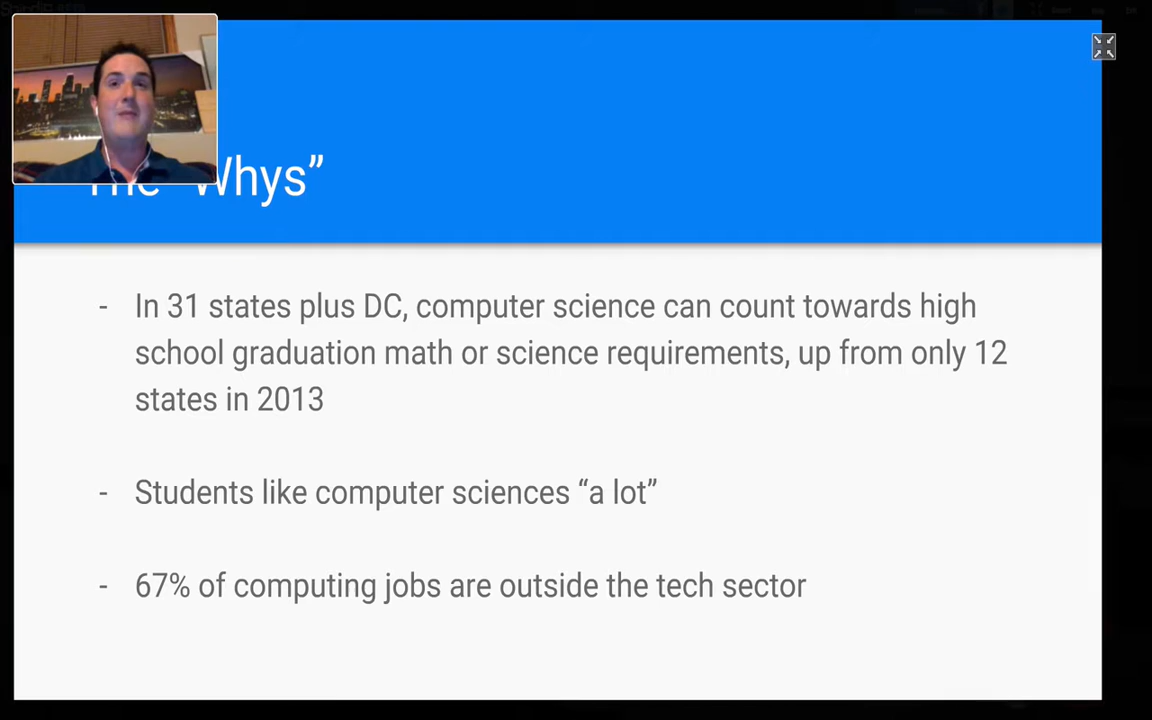 The "Whys"
- In 31 states plus DC, computer science can count towards high
school graduation math or science requirements, up from only 12
states in 2013
- Students like computer sciences “a lot”
- 67% of computing jobs are outside the tech sector